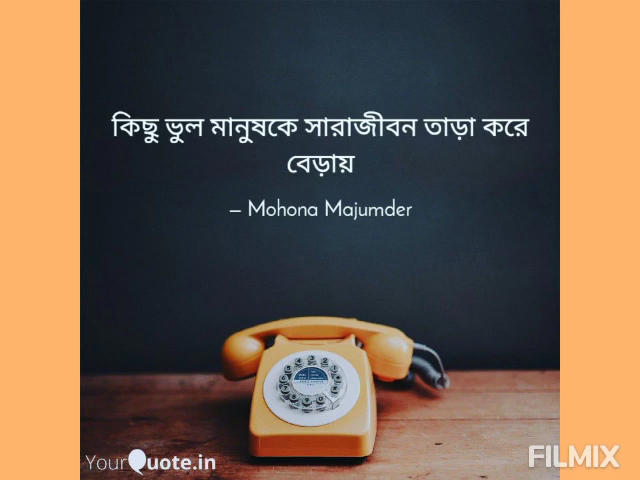 কিছু ভুল মানুষকে সারাজীবন তাড়া করে
বেড়ায়
– Mohona Majumder
YourQuote.in
FILMIX